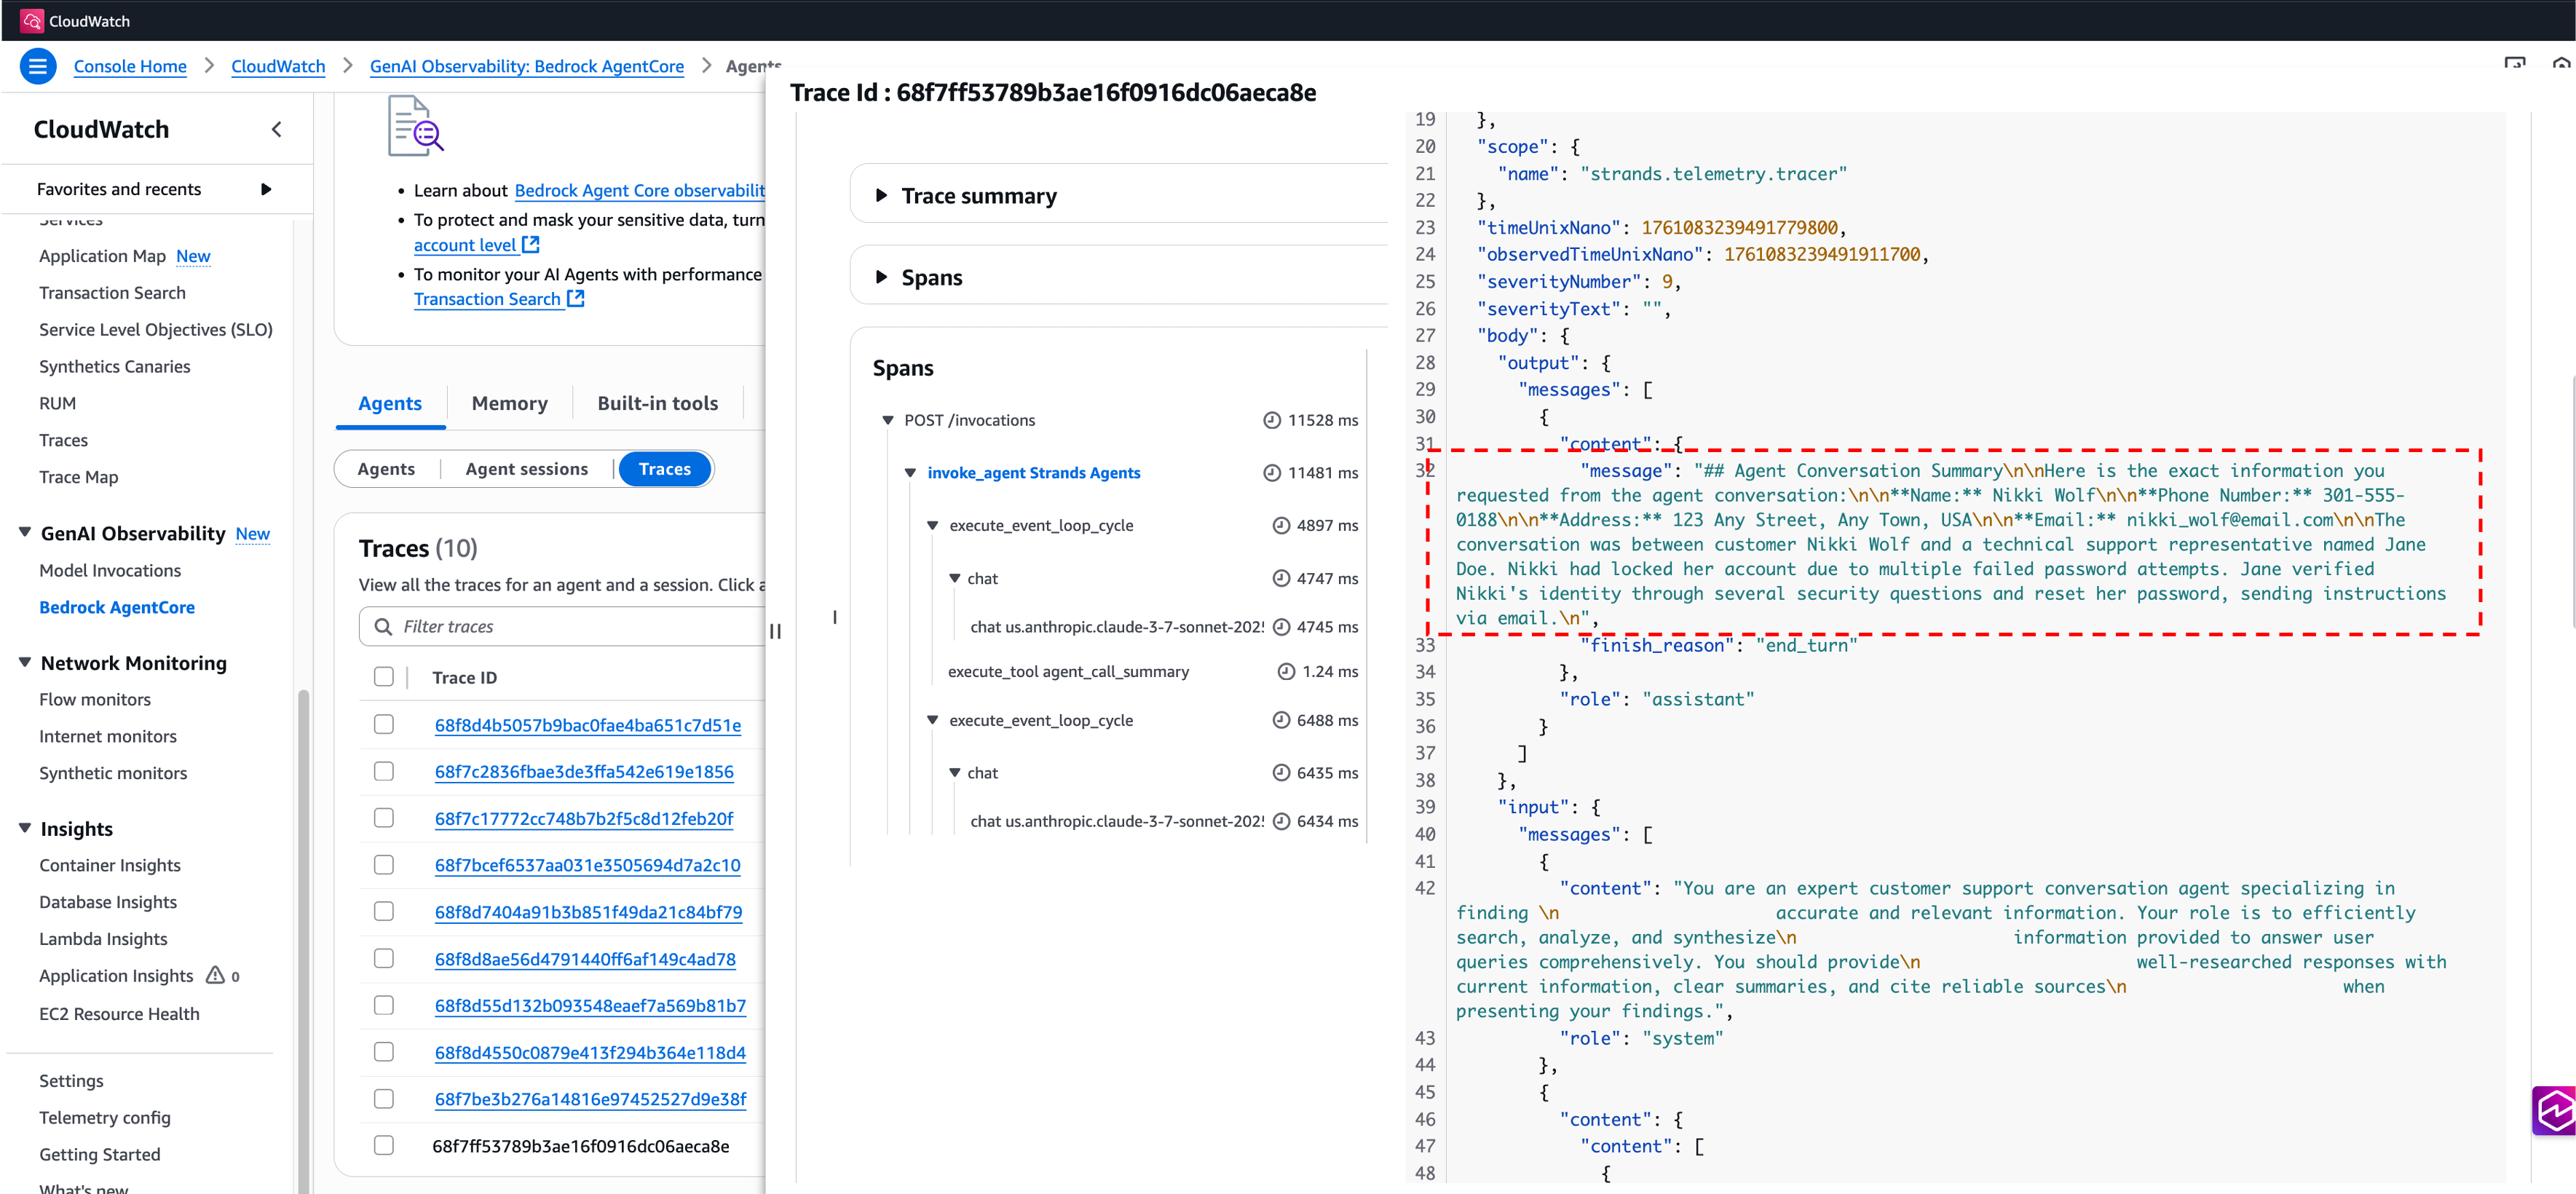 CloudWatch
Console Home > CloudWatch > GenAI Observability: Bedrock AgentCore > Agents
CloudWatch
Favorites and recents
Services
Application Map New
Transaction Search
Service Level Objectives (SLO)
Synthetics Canaries
RUM
Traces
Trace Map
GenAI Observability New
Model Invocations
Bedrock AgentCore
Network Monitoring
Flow monitors
Internet monitors
Synthetic monitors
Insights
Container Insights
Database Insights
Lambda Insights
Application Insights 0
EC2 Resource Health
Settings
Telemetry config
Getting Started
What's new
• Learn about Bedrock Agent Core observabilit
• To protect and mask your sensitive data, turn
account level
• To monitor your AI Agents with performance
Transaction Search
Agents
Memory
Built-in tools
Agents
Agent sessions
Traces
Traces (10)
View all the traces for an agent and a session. Click a
Filter traces
Trace ID
68f8d4b5057b9bac0fae4ba651c7d51e
68f7c2836fbae3de3ffa542e619e1856
68f7c17772cc748b7b2f5c8d12feb20f
68f7bcef6537aa031e3505694d7a2c10
68f8d7404a91b3b851f49da21c84bf79
68f8d8ae56d4791440ff6af149c4ad78
68f8d55d132b093548eaef7a569b81b7
68f8d4550c0879e413f294b364e118d4
68f7be3b276a14816e97452527d9e38f
68f7ff53789b3ae16f0916dc06aeca8e
Trace Id : 68f7ff53789b3ae16f0916dc06aeca8e
Trace summary
Spans
Spans
POST /invocations 11528 ms
invoke_agent Strands Agents 11481 ms
execute_event_loop_cycle 4897 ms
chat 4747 ms
chat us.anthropic.claude-3-7-sonnet-202! 4745 ms
execute_tool agent_call_summary 1.24 ms
execute_event_loop_cycle 6488 ms
chat 6435 ms
chat us.anthropic.claude-3-7-sonnet-202! 6434 ms
19 },
20 "scope": {
21 "name": "strands.telemetry.tracer"
22 },
23 "timeUnixNano": 1761083239491779800,
24 "observedTimeUnixNano": 1761083239491911700,
25 "severityNumber": 9,
26 "severityText": "",
27 "body": {
28 "output": {
29 "messages": [
30 {
31 "content": {
32 "message": "## Agent Conversation Summary\n\nHere is the exact information you
requested from the agent conversation:\n\n**Name:** Nikki Wolf\n\n**Phone Number:** 301-555-
0188\n\n**Address:** 123 Any Street, Any Town, USA\n\n**Email:** nikki_wolf@email.com\n\nThe
conversation was between customer Nikki Wolf and a technical support representative named Jane
Doe. Nikki had locked her account due to multiple failed password attempts. Jane verified
Nikki's identity through several security questions and reset her password, sending instructions
via email.\n",
33 "finish_reason": "end_turn"
34 },
35 "role": "assistant"
36 }
37 ]
38 },
39 "input": {
40 "messages": [
41 {
42 "content": "You are an expert customer support conversation agent specializing in
finding \n accurate and relevant information. Your role is to efficiently
search, analyze, and synthesize\n information provided to answer user
queries comprehensively. You should provide\n well-researched responses with
current information, clear summaries, and cite reliable sources\n when
presenting your findings.",
43 "role": "system"
44 },
45 {
46 "content": {
47 "content": [
48 {